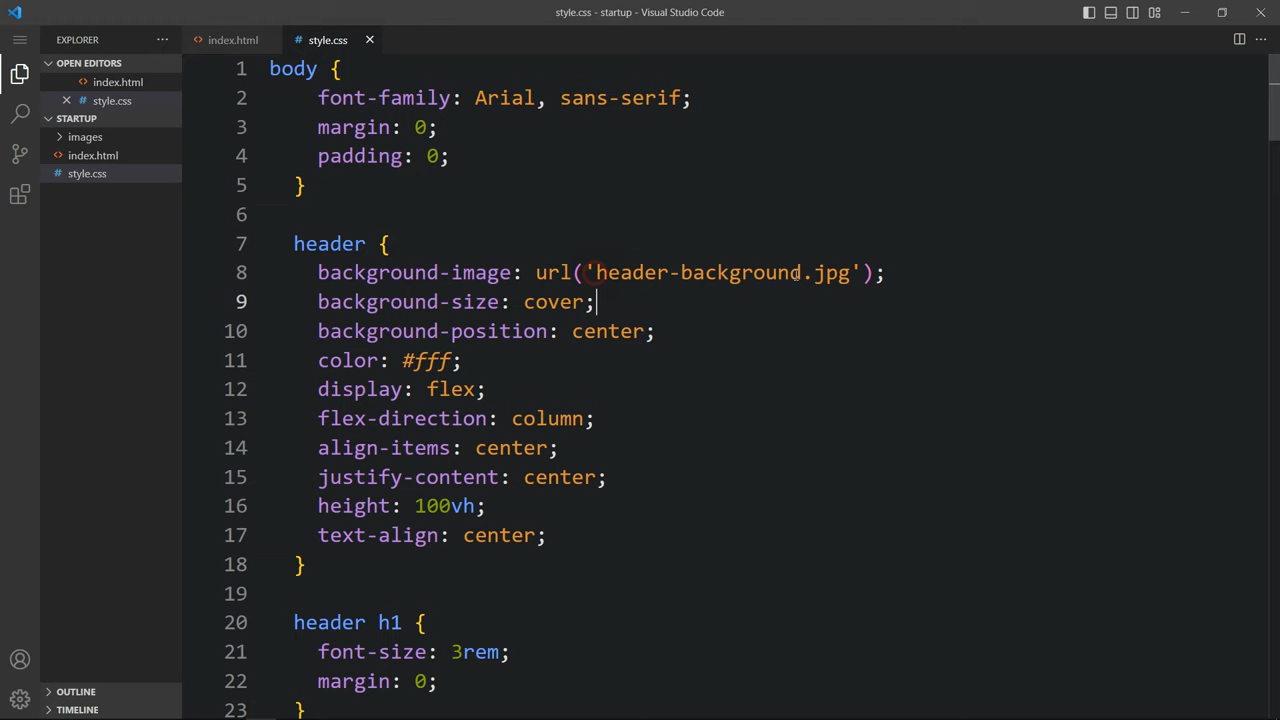 style.css - startup - Visual Studio Code
EXPLORER
index.html
style.css
OPEN EDITORS
index.html
style.css
STARTUP
images
index.html
style.css
OUTLINE
TIMELINE
1 body {
2 font-family: Arial, sans-serif;
3 margin: 0;
4 padding: 0;
5 }
6
7 header {
8 background-image: url('header-background.jpg');
9 background-size: cover;
10 background-position: center;
11 color: #fff;
12 display: flex;
13 flex-direction: column;
14 align-items: center;
15 justify-content: center;
16 height: 100vh;
17 text-align: center;
18 }
19
20 header h1 {
21 font-size: 3rem;
22 margin: 0;
23 }